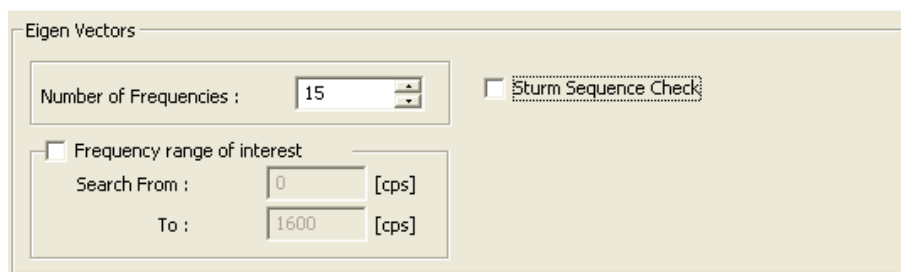 Eigen Vectors
Number of Frequencies : 15
Sturm Sequence Check
Frequency range of interest
Search From : 0 [cps]
To : 1600 [cps]